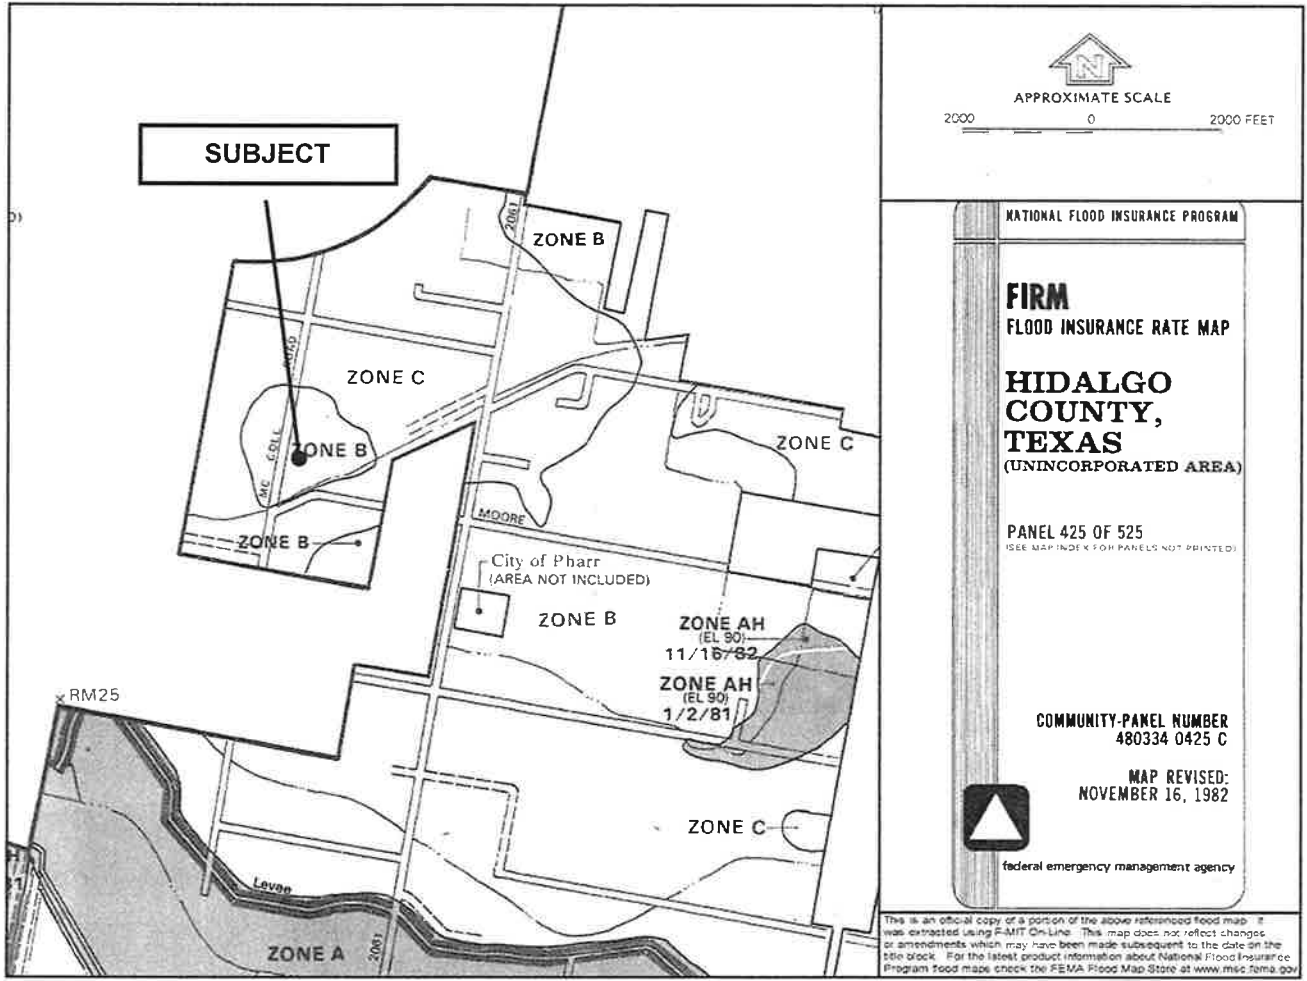 SUBJECT
2061
ZONE B
ROAD
ZONE C
MC COLL
ZONE B
ZONE C
ZONE B
MOORE
City of Pharr
(AREA NOT INCLUDED)
ZONE B
ZONE AH
(EL 90)
11/16/82
ZONE AH
(EL 90)
1/2/81
RM25
ZONE C
Levee
ZONE A
2061
N
APPROXIMATE SCALE
2000 0 2000 FEET
NATIONAL FLOOD INSURANCE PROGRAM
FIRM
FLOOD INSURANCE RATE MAP
HIDALGO
COUNTY,
TEXAS
(UNINCORPORATED AREA)
PANEL 425 OF 525
(SEE MAP INDEX FOR PANELS NOT PRINTED)
COMMUNITY-PANEL NUMBER
480334 0425 C
MAP REVISED:
NOVEMBER 16, 1982
federal emergency management agency
This is an official copy of a portion of the above referenced flood map. It
was extracted using F-MIT On-Line. This map does not reflect changes
or amendments which may have been made subsequent to the date on the
title block. For the latest product information about National Flood Insurance
Program flood maps check the FEMA Flood Map Store at www.msc.fema.gov